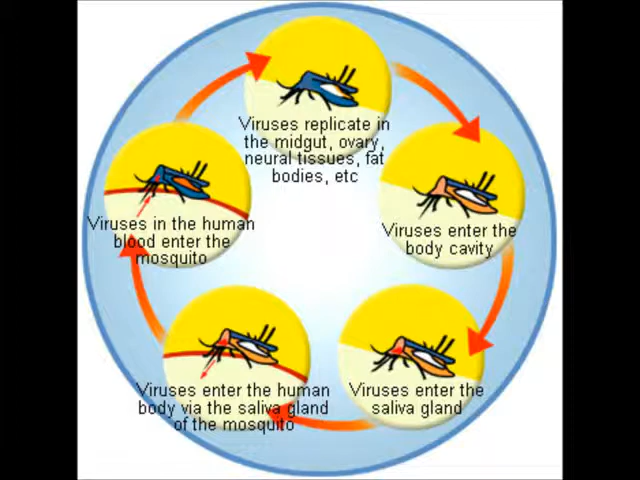 Viruses replicate in
the midgut, ovary,
neural tissues, fat
bodies, etc
Viruses enter the
body cavity
Viruses enter the
saliva gland
Viruses enter the human
body via the saliva gland
of the mosquito
Viruses in the human
blood enter the
mosquito